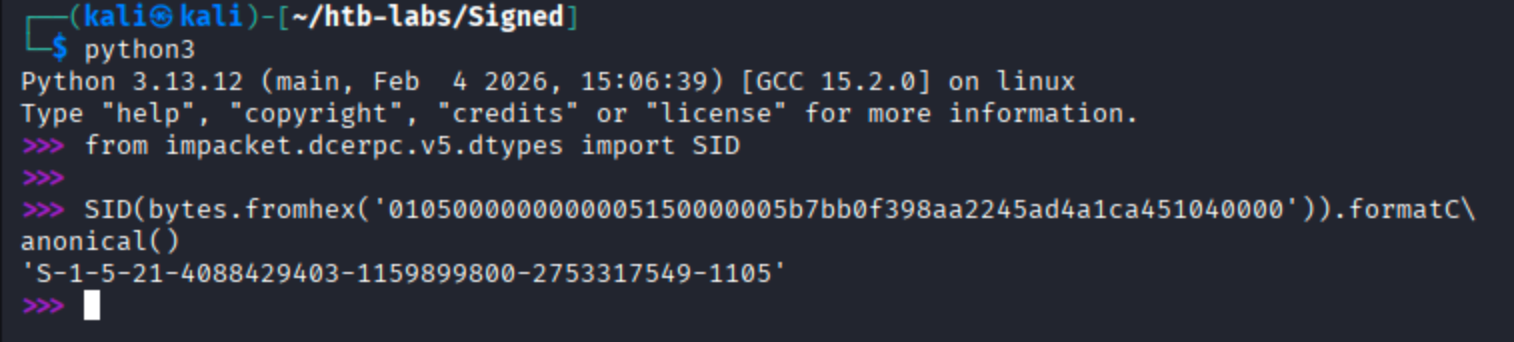 ┌──(kali㉿kali)-[~/htb-labs/Signed]
└─$ python3
Python 3.13.12 (main, Feb  4 2026, 15:06:39) [GCC 15.2.0] on linux
Type "help", "copyright", "credits" or "license" for more information.
>>> from impacket.dcerpc.v5.dtypes import SID
>>>
>>> SID(bytes.fromhex('0105000000000005150000005b7bb0f398aa2245ad4a1ca451040000')).formatC\
anonical()
'S-1-5-21-4088429403-1159899800-2753317549-1105'
>>>